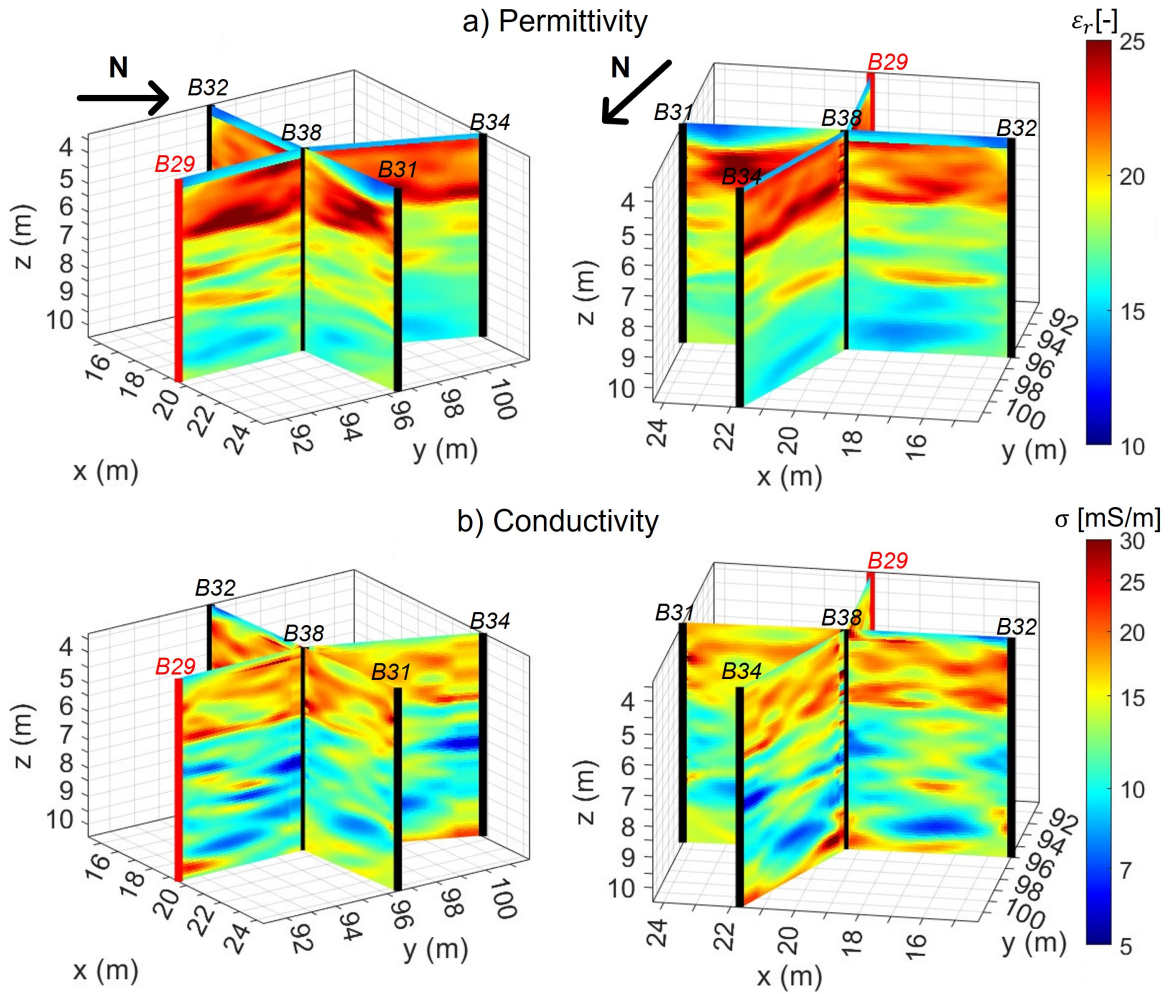 a) Permittivity
εr[-]
N
B32
B38
B34
B29
B31
4
5
6
7
8
9
10
z (m)
16
18
20
22
24
x (m)
92
94
96
98
100
y (m)
N
B29
B31
B38
B32
B34
4
5
6
7
8
9
10
z (m)
24
22
20
18
16
x (m)
92
94
96
98
100
y (m)
25
20
15
10
b) Conductivity
σ [mS/m]
B32
B38
B34
B29
B31
4
5
6
7
8
9
10
z (m)
16
18
20
22
24
x (m)
92
94
96
98
100
y (m)
B29
B31
B38
B32
B34
4
5
6
7
8
9
10
z (m)
24
22
20
18
16
x (m)
92
94
96
98
100
y (m)
30
25
20
15
10
7
5